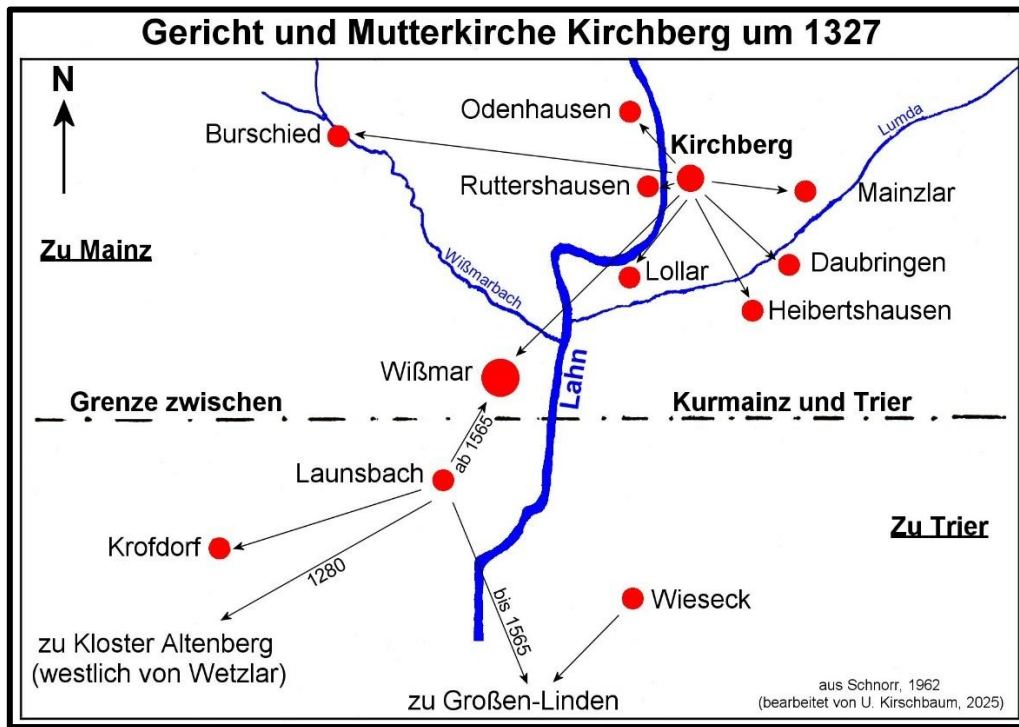 Gericht und Mutterkirche Kirchberg um 1327
N
Odenhausen
Lumda
Burschied
Kirchberg
Ruttershausen
Mainzlar
Zu Mainz
Wißmarbach
Lollar
Daubringen
Heibertshausen
Wißmar
Lahn
Grenze zwischen
Kurmainz und Trier
ab 1565
Launsbach
Zu Trier
Krofdorf
1280
bis 1565
Wieseck
zu Kloster Altenberg
(westlich von Wetzlar)
zu Großen-Linden
aus Schnorr, 1962
(bearbeitet von U. Kirschbaum, 2025)